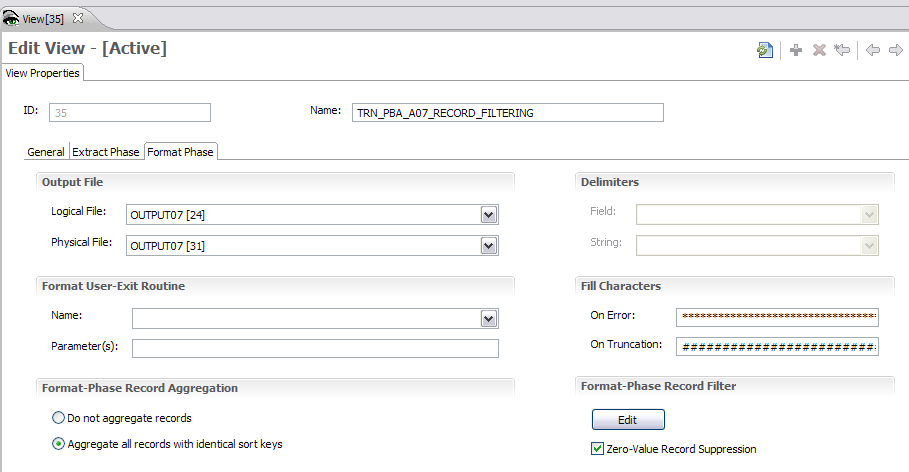 View[35]
Edit View - [Active]
View Properties
ID: 35 Name: TRN_PBA_A07_RECORD_FILTERING
General Extract Phase Format Phase
Output File
Logical File: OUTPUT07 [24]
Physical File: OUTPUT07 [31]
Delimiters
Field:
String:
Format User-Exit Routine
Name:
Parameter(s):
Fill Characters
On Error: *********************************
On Truncation: ########################
Format-Phase Record Aggregation
Do not aggregate records
Aggregate all records with identical sort keys
Format-Phase Record Filter
Edit
Zero-Value Record Suppression